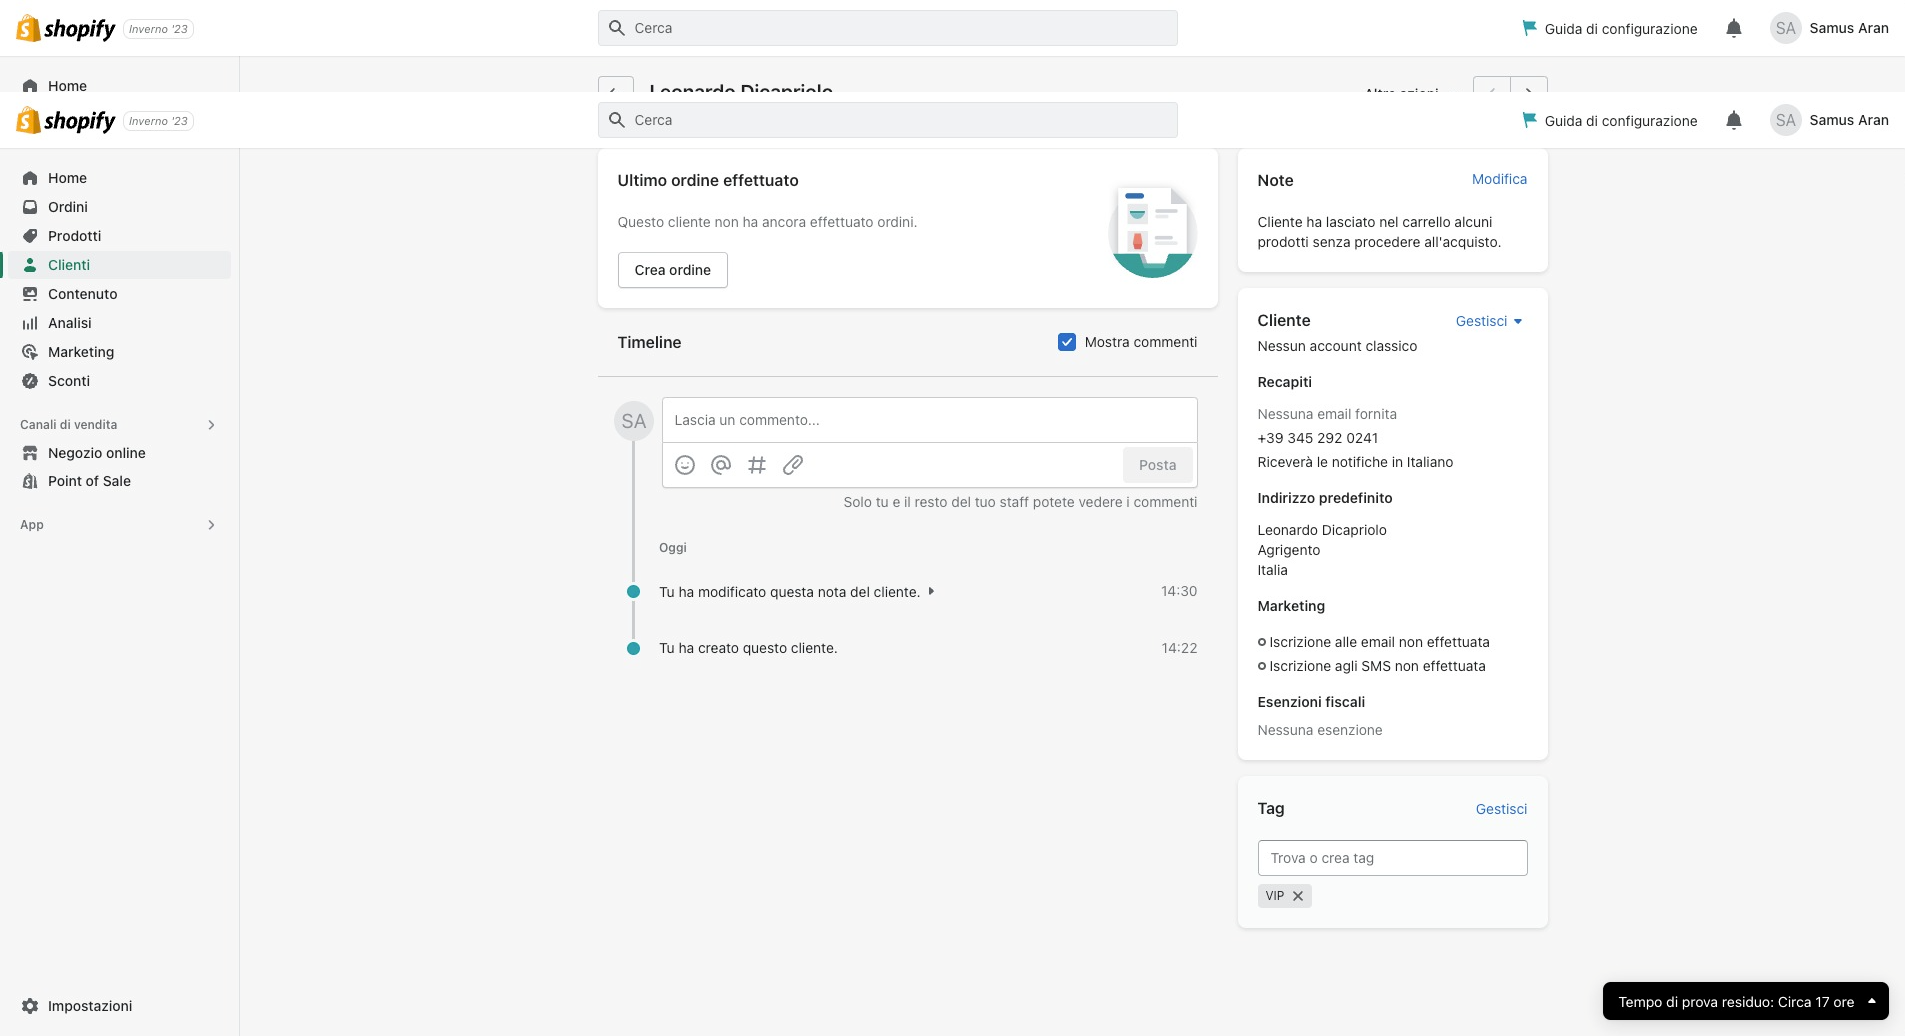 shopify Inverno '23
Cerca
Guida di configurazione
SA Samus Aran
Home
Leonardo Dicapriolo
Altre azioni
shopify Inverno '23
Cerca
Guida di configurazione
SA Samus Aran
Home
Ordini
Prodotti
Clienti
Contenuto
Analisi
Marketing
Sconti
Canali di vendita
Negozio online
Point of Sale
App
Impostazioni
Ultimo ordine effettuato
Questo cliente non ha ancora effettuato ordini.
Crea ordine
Timeline
Mostra commenti
SA
Lascia un commento...
Posta
Solo tu e il resto del tuo staff potete vedere i commenti
Oggi
Tu ha modificato questa nota del cliente. 14:30
Tu ha creato questo cliente. 14:22
Note Modifica
Cliente ha lasciato nel carrello alcuni
prodotti senza procedere all'acquisto.
Cliente Gestisci
Nessun account classico
Recapiti
Nessuna email fornita
+39 345 292 0241
Riceverà le notifiche in Italiano
Indirizzo predefinito
Leonardo Dicapriolo
Agrigento
Italia
Marketing
Iscrizione alle email non effettuata
Iscrizione agli SMS non effettuata
Esenzioni fiscali
Nessuna esenzione
Tag Gestisci
Trova o crea tag
VIP
Tempo di prova residuo: Circa 17 ore